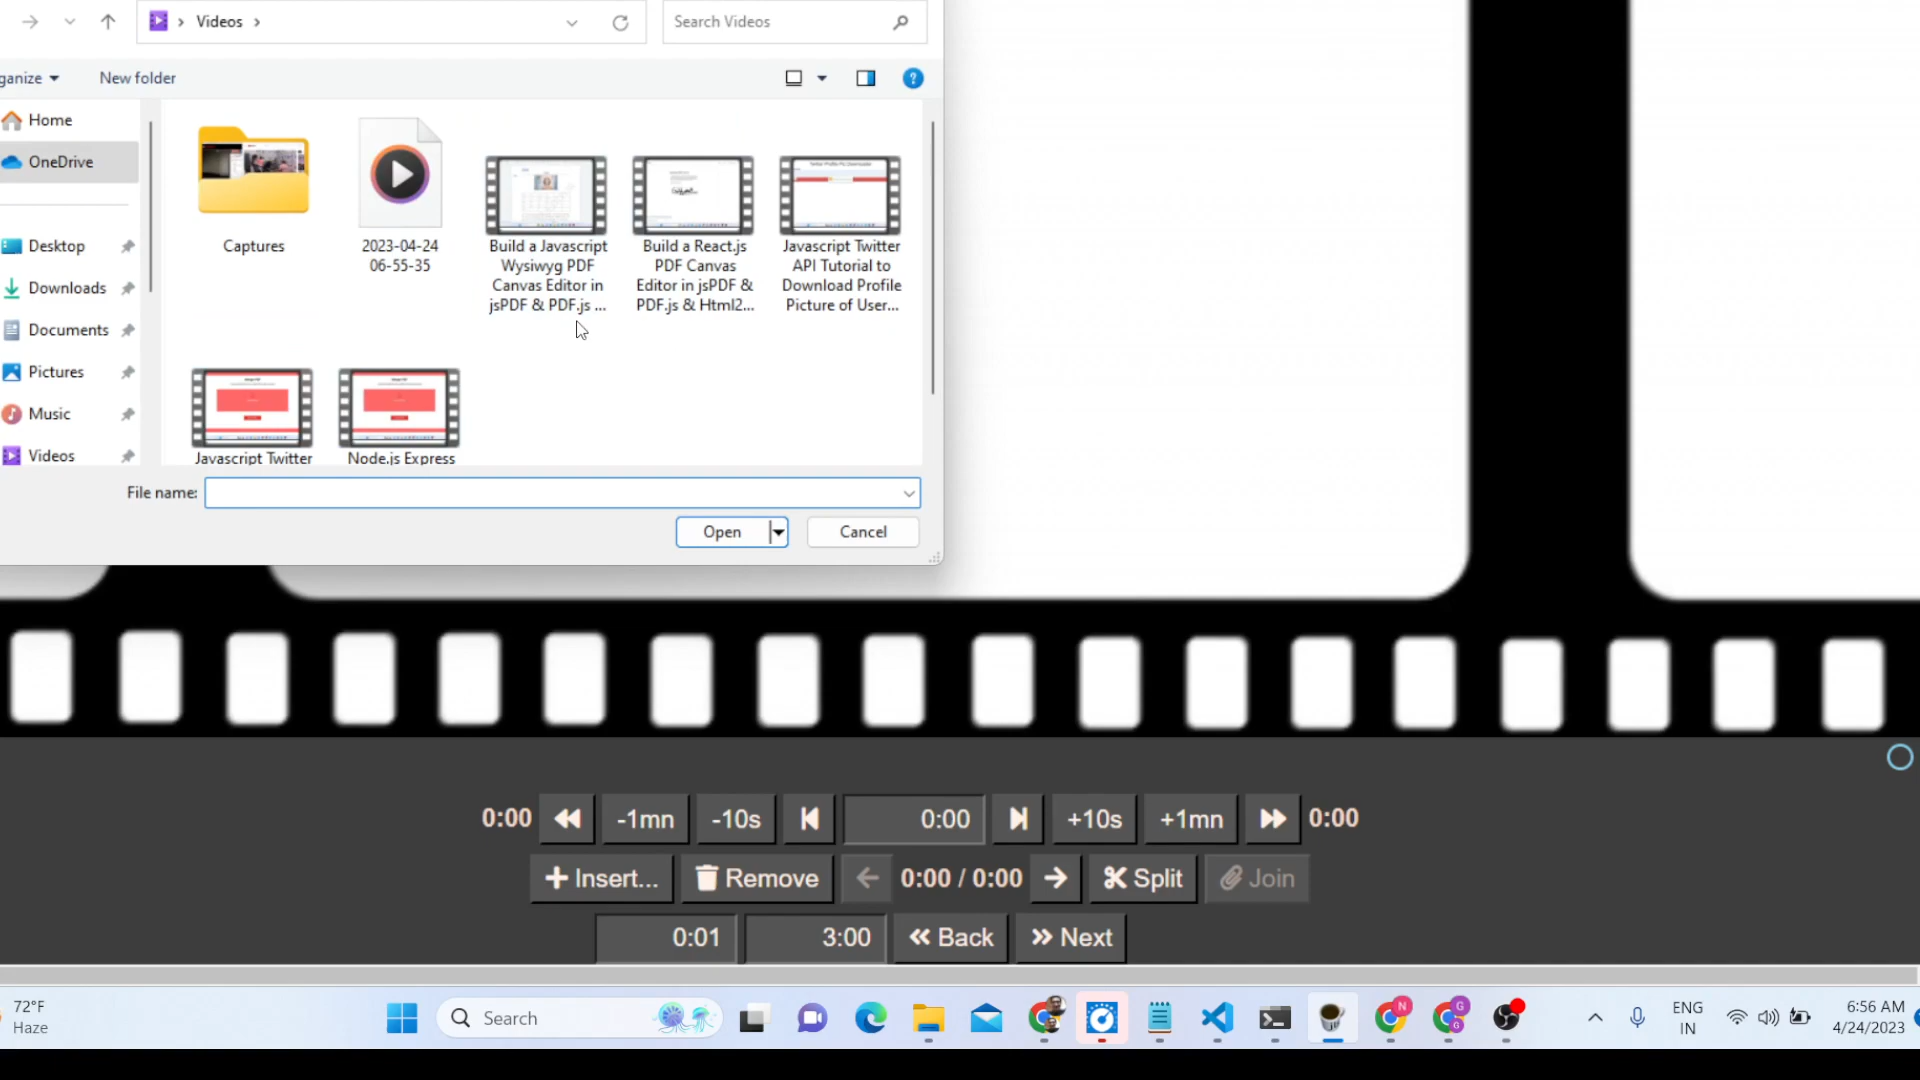 Videos
Search Videos
ganize
New folder
Home
OneDrive
Desktop
Downloads
Documents
Pictures
Music
Videos
Captures
2023-04-24
06-55-35
Build a Javascript
Wysiwyg PDF
Canvas Editor in
jsPDF & PDF.js ...
Build a React.js
PDF Canvas
Editor in jsPDF &
PDF.js & Html2...
Javascript Twitter
API Tutorial to
Download Profile
Picture of User...
Javascript Twitter
Node.js Express
File name:
Open
Cancel
0:00 -1mn -10s 0:00 +10s +1mn 0:00
Insert... Remove 0:00 / 0:00 Split Join
0:01 3:00 Back Next
72°F
Haze
Search
ENG
IN
6:56 AM
4/24/2023